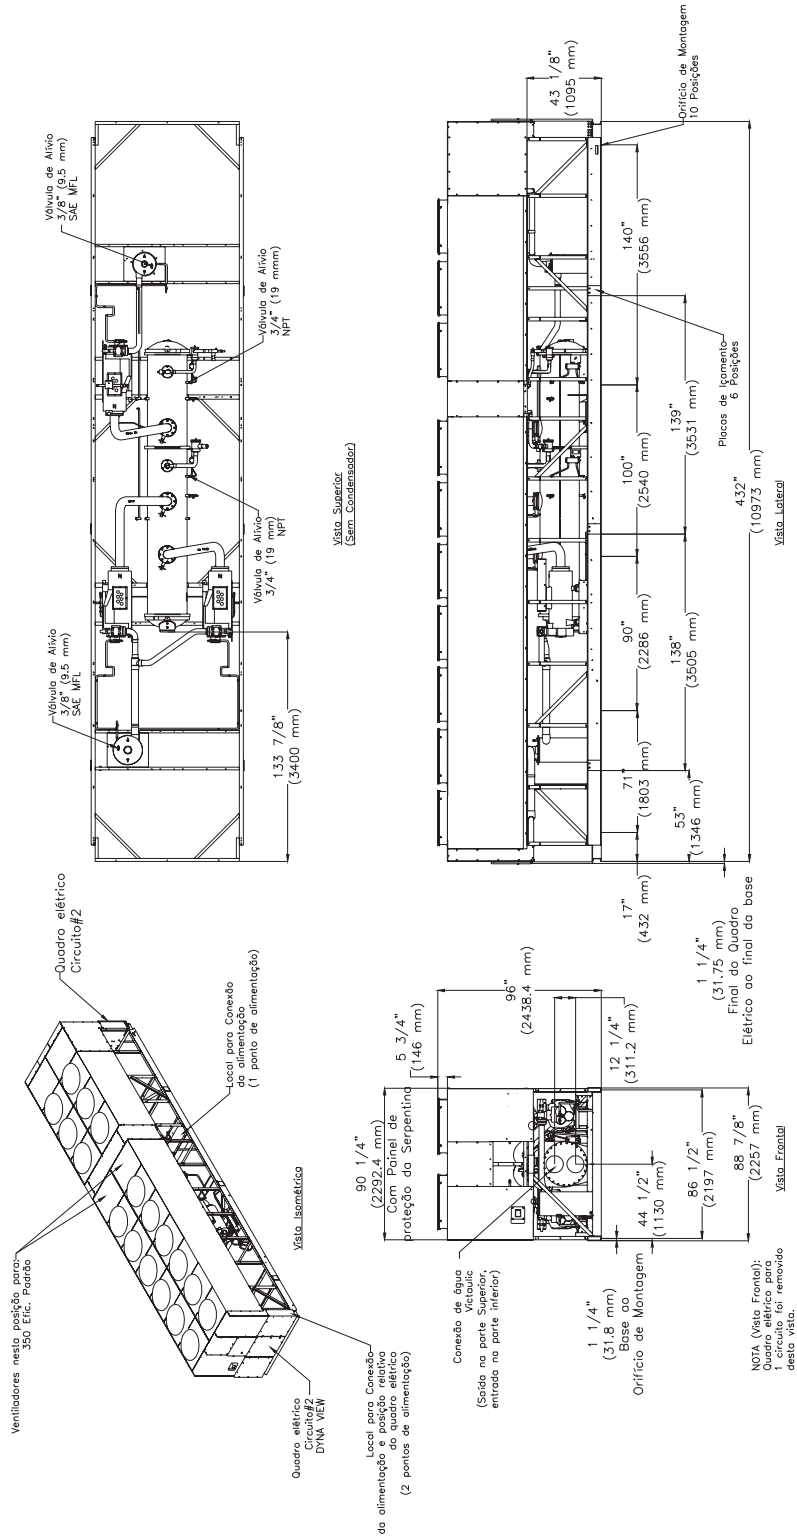 Ventiladores nesta posição para:
350 Efic. Padrão
Quadro elétrico
Circuito#2
Local para Conexão
da alimentação
(1 ponto de alimentação)
Vista Isométrica
Quadro elétrico
Circuito#2
DYNA VIEW
Local para Conexão
da alimentação e posição relativa
do quadro elétrico
(2 pontos de alimentação)
Válvula de Alívio
3/8" (9.5 mm)
SAE MFL
Válvula de Alívio
3/8" (9.5 mm)
SAE MFL
Válvula de Alívio
3/4" (19 mm)
NPT
Válvula de Alívio
3/4" (19 mmm)
NPT
133 7/8"
(3400 mm)
Vista Superior
(Sem Condensador)
90 1/4"
(2292.4 mm)
Com Painel de
proteção da Serpentina
5 3/4"
(146 mm)
96"
(2438.4 mm)
12 1/4"
(311.2 mm)
Conexão de água
Victaulic
(Saída na parte Superior,
entrada na parte inferior)
1 1/4"
(31.8 mm)
Base ao
Orifício de Montagem
44 1/2"
(1130 mm)
86 1/2"
(2197 mm)
88 7/8"
(2257 mm)
Vista Frontal
NOTA (Vista Frontal):
Quadro elétrico para
1 circuito foi removido
desta vista.
43 1/8"
(1095 mm)
Orifício de Montagem
10 Posições
17"
(432 mm)
71"
(1803 mm)
90"
(2286 mm)
100"
(2540 mm)
140"
(3556 mm)
53"
(1346 mm)
138"
(3505 mm)
139"
(3531 mm)
Placas de Içamento
6 Posições
1 1/4"
(31.75 mm)
Final do Quadro
Elétrico ao final da base
432"
(10973 mm)
Vista Lateral